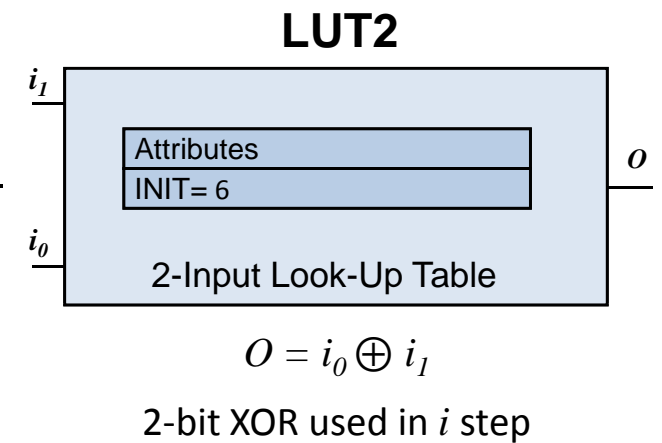 LUT2
i1
Attributes
INIT= 6
O
i0
2-Input Look-Up Table
O = i0 ⊕ i1
2-bit XOR used in i step